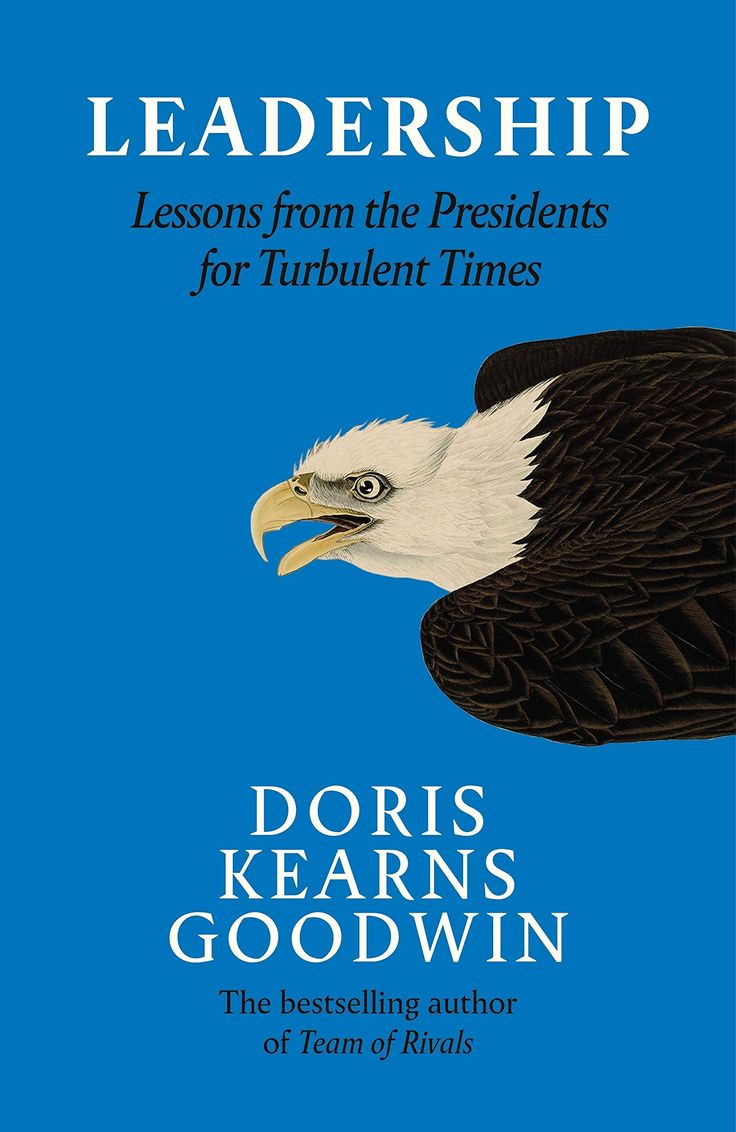 LEADERSHIP
Lessons from the Presidents
for Turbulent Times
DORIS
KEARNS
GOODWIN
The bestselling author
of Team of Rivals